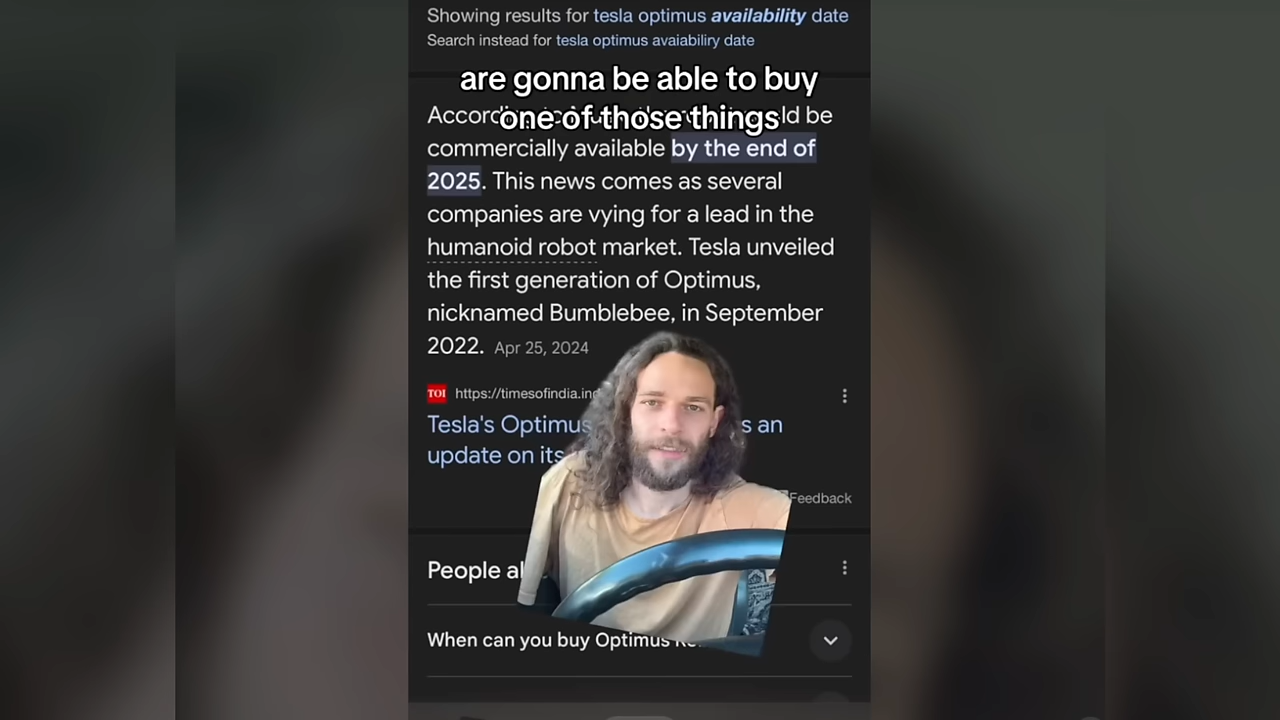 Showing results for tesla optimus availability date
Search instead for tesla optimus avaiabiliry date
are gonna be able to buy
one of those things
be
commercially available by the end of
2025. This news comes as several
companies are vying for a lead in the
humanoid robot market. Tesla unveiled
the first generation of Optimus,
nicknamed Bumblebee, in September
2022. Apr 25, 2024
TOI https://timesofindia.ind
Tesla's Optimus s an
update on its
Feedback
People al
When can you buy Optimus